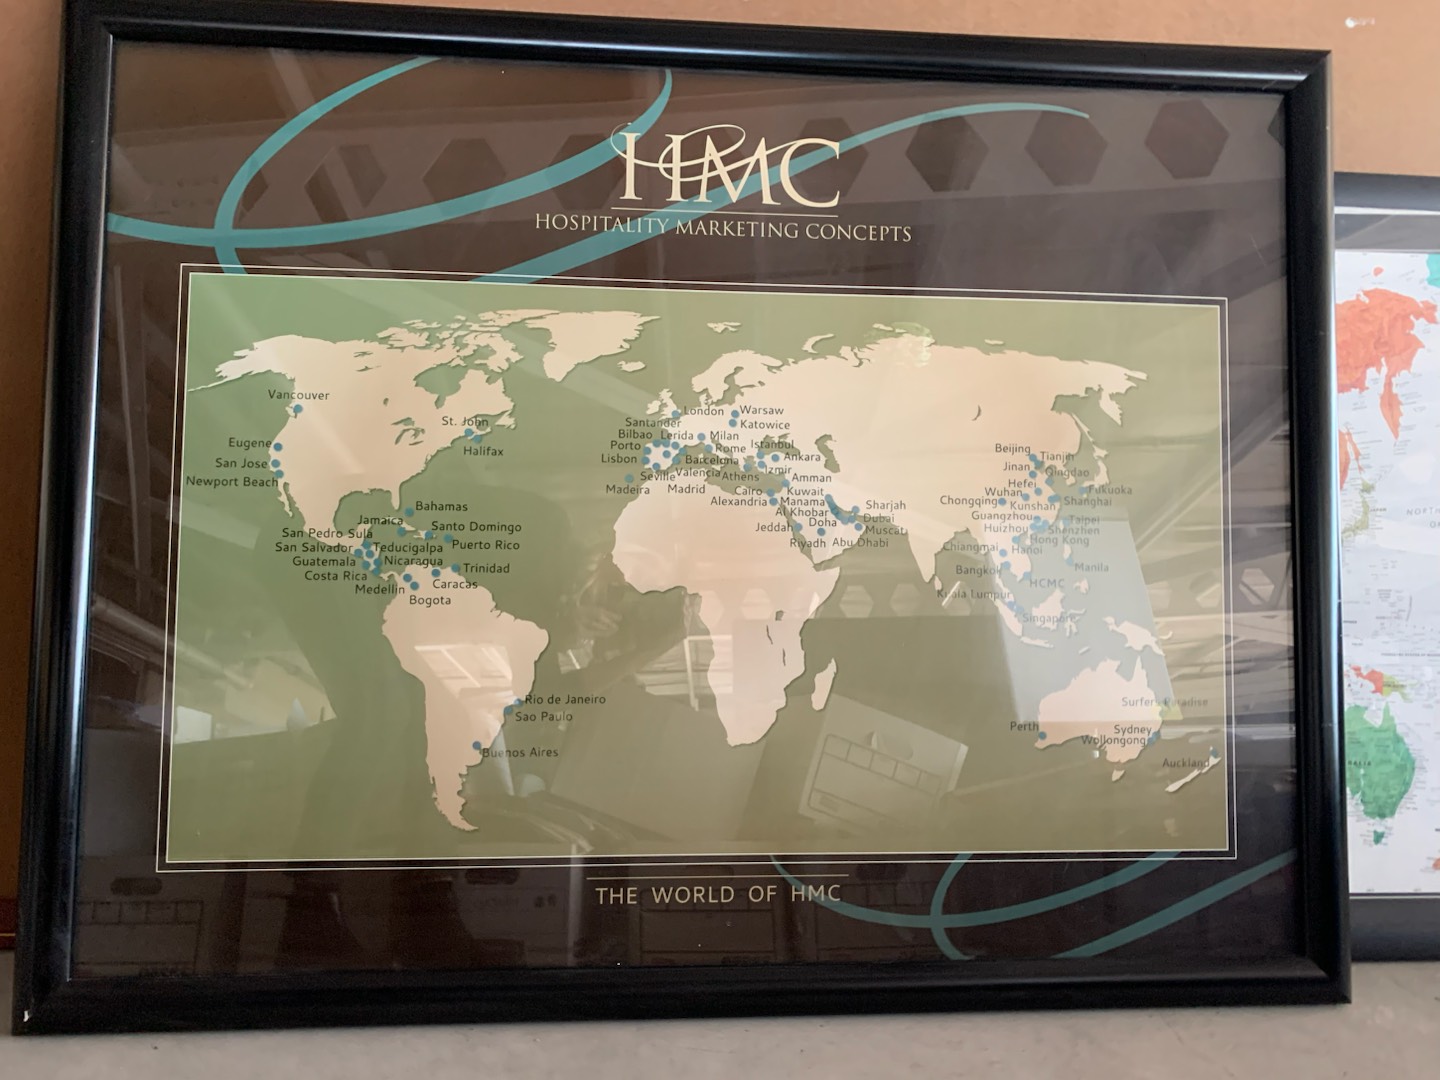 HMC
HOSPITALITY MARKETING CONCEPTS
Vancouver
Eugene
San Jose
Newport Beach
St. John
Halifax
Bahamas
Jamaica
Santo Domingo
San Pedro Sula
Puerto Rico
San Salvador
Teducigalpa
Guatemala
Nicaragua
Trinidad
Costa Rica
Caracas
Medellin
Bogota
Rio de Janeiro
Sao Paulo
Buenos Aires
London
Warsaw
Santander
Katowice
Bilbao
Lerida
Milan
Porto
Rome
Istanbul
Lisbon
Barcelona
Ankara
Seville
Valencia
Athens
Izmir
Madeira
Madrid
Amman
Cairo
Kuwait
Alexandria
Manama
Sharjah
Al Khobar
Dubai
Jeddah
Doha
Muscat
Riyadh
Abu Dhabi
Beijing
Tianjin
Jinan
Qingdao
Hefei
Fukuoka
Wuhan
Chongqing
Kunshan
Shanghai
Guangzhou
Taipei
Huizhou
Shenzhen
Hong Kong
Chiangmai
Hanoi
Bangkok
Manila
HCMC
Kuala Lumpur
Singapore
Surfers Paradise
Perth
Sydney
Wollongong
Auckland
THE WORLD OF HMC